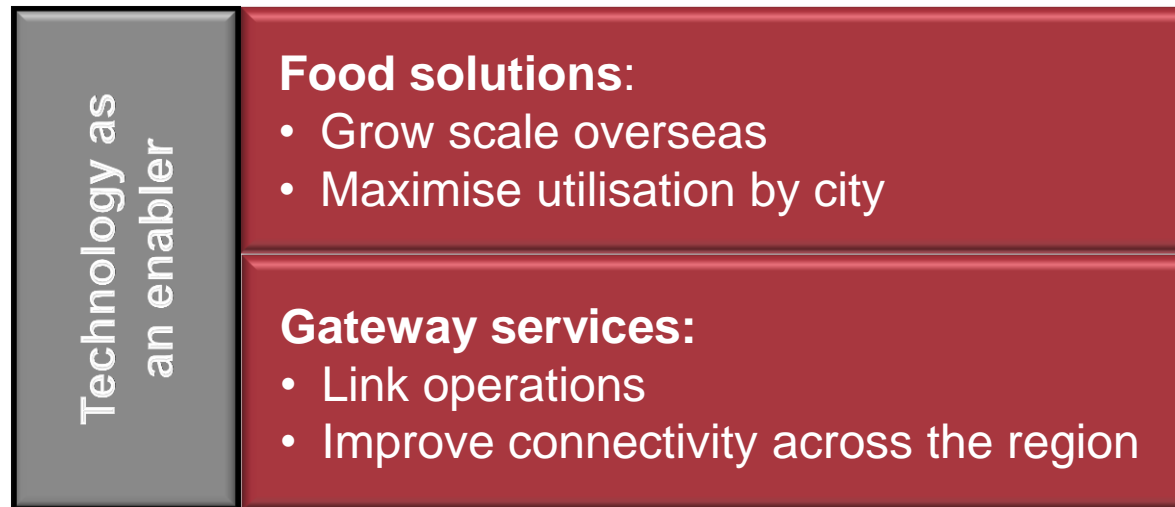 Technology as
an enabler
Food solutions:
• Grow scale overseas
• Maximise utilisation by city
Gateway services:
• Link operations
• Improve connectivity across the region